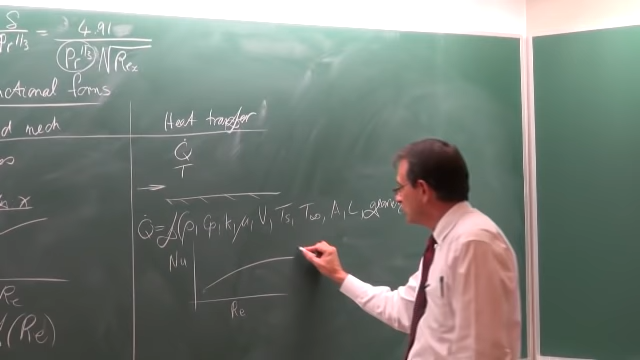 δ/Pr^1/3 = 4.91 / Pr^1/3 √Re_x
nctional forms
d mech
Heat transfer
Q̇
T
Q̇ = f(ρ, Cp, k, μ, V, Ts, T∞, A, L,
Nu
Re
Re
(Re)